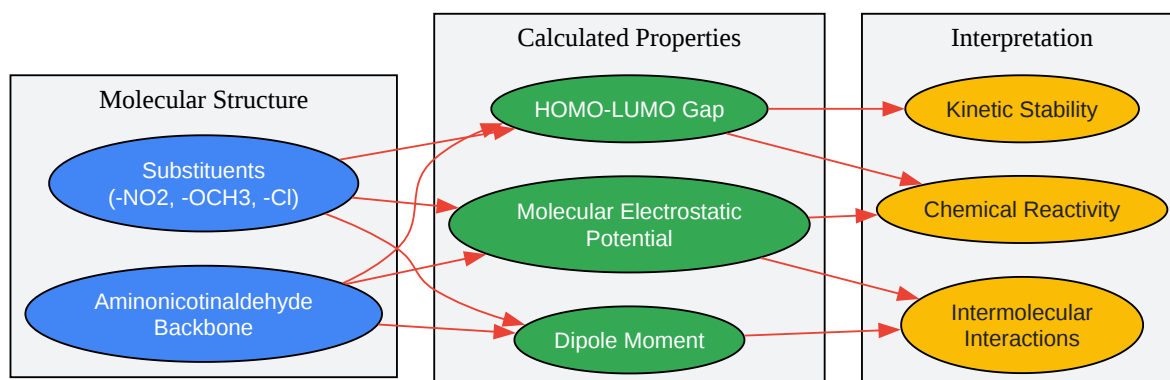 Molecular Structure
Substituents
(-NO2, -OCH3, -Cl)
Aminonicotinaldehyde
Backbone
Calculated Properties
HOMO-LUMO Gap
Molecular Electrostatic
Potential
Dipole Moment
Interpretation
Kinetic Stability
Chemical Reactivity
Intermolecular
Interactions